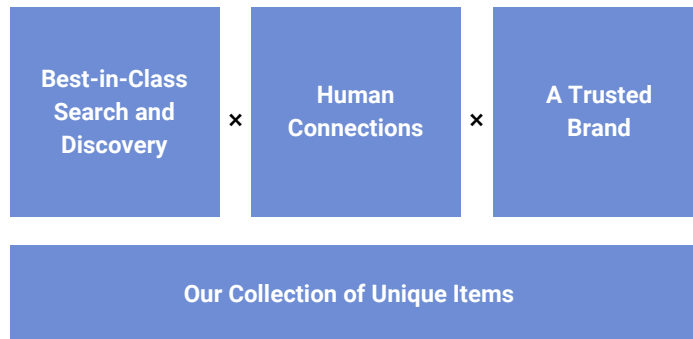 Best-in-Class
Search and
Discovery
×
Human
Connections
×
A Trusted
Brand
Our Collection of Unique Items